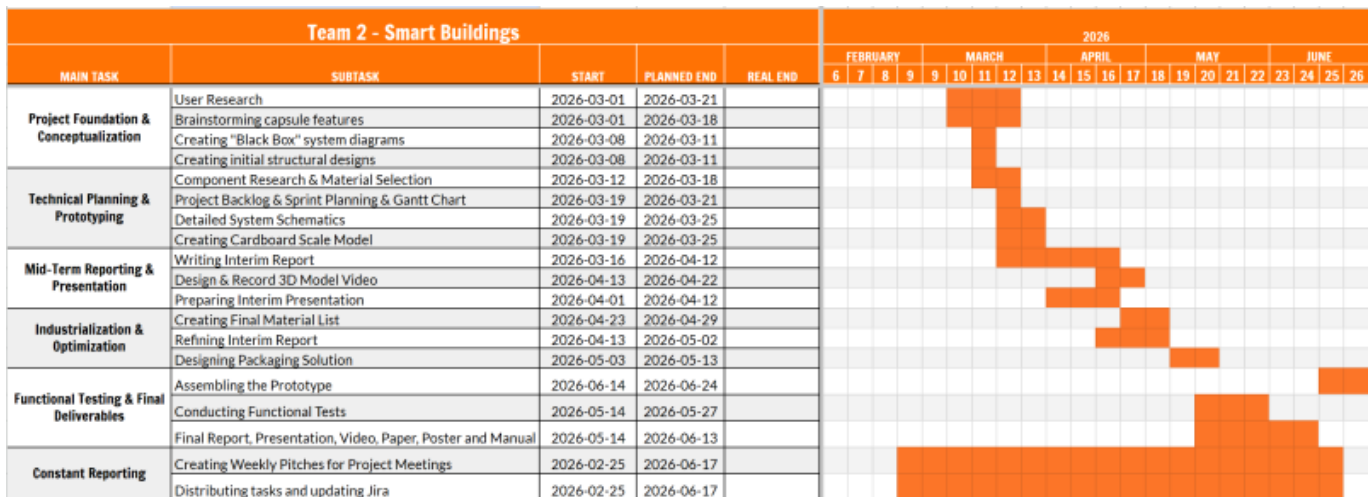 Team 2 - Smart Buildings
2026
FEBRUARY MARCH APRIL MAY JUNE
MAIN TASK SUBTASK START PLANNED END REAL END 6 7 8 9 9 10 11 12 13 14 15 16 17 18 19 20 21 22 23 24 25 26
Project Foundation & Conceptualization
User Research 2026-03-01 2026-03-21
Brainstorming capsule features 2026-03-01 2026-03-18
Creating "Black Box" system diagrams 2026-03-08 2026-03-11
Creating initial structural designs 2026-03-08 2026-03-11
Technical Planning & Prototyping
Component Research & Material Selection 2026-03-12 2026-03-18
Project Backlog & Sprint Planning & Gantt Chart 2026-03-19 2026-03-21
Detailed System Schematics 2026-03-19 2026-03-25
Creating Cardboard Scale Model 2026-03-19 2026-03-25
Mid-Term Reporting & Presentation
Writing Interim Report 2026-03-16 2026-04-12
Design & Record 3D Model Video 2026-04-13 2026-04-22
Preparing Interim Presentation 2026-04-01 2026-04-12
Industrialization & Optimization
Creating Final Material List 2026-04-23 2026-04-29
Refining Interim Report 2026-04-13 2026-05-02
Designing Packaging Solution 2026-05-03 2026-05-13
Functional Testing & Final Deliverables
Assembling the Prototype 2026-06-14 2026-06-24
Conducting Functional Tests 2026-05-14 2026-05-27
Final Report, Presentation, Video, Paper, Poster and Manual 2026-05-14 2026-06-13
Constant Reporting
Creating Weekly Pitches for Project Meetings 2026-02-25 2026-06-17
Distributing tasks and updating Jira 2026-02-25 2026-06-17